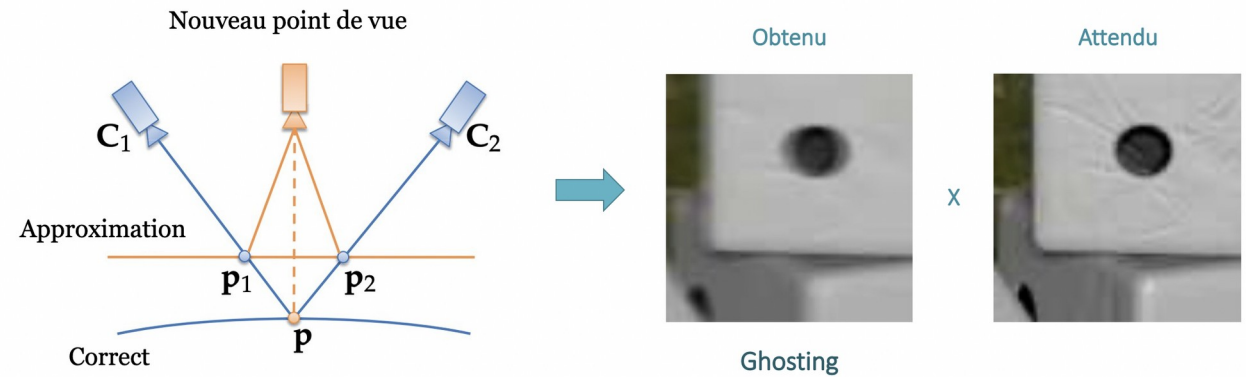 Nouveau point de vue
C1
C2
Approximation
p1
p2
p
Correct
Obtenu
Attendu
x
Ghosting